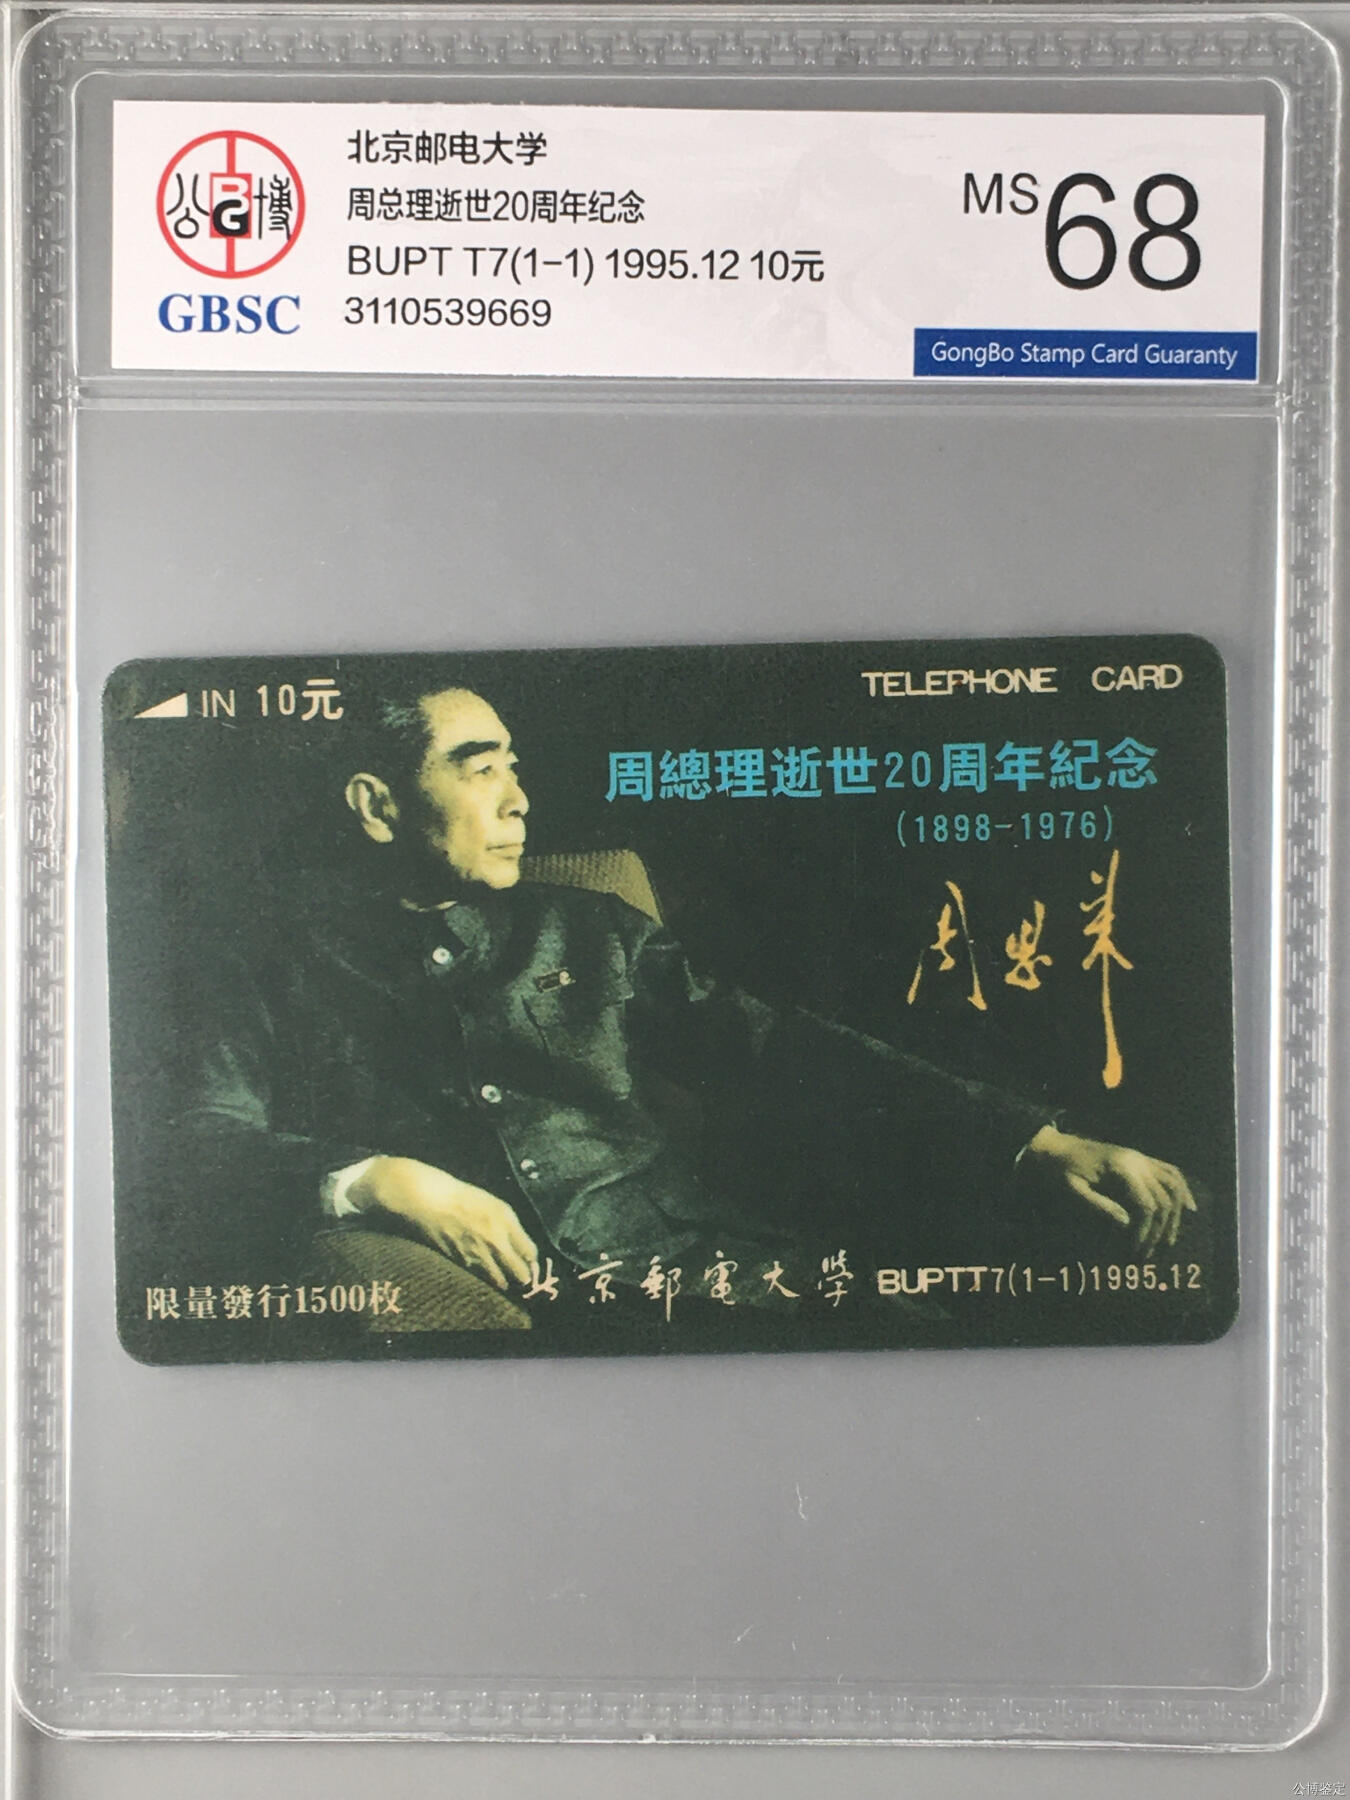 公博
BG
GBSC
北京邮电大学
周总理逝世20周年纪念
BUPT T7(1-1) 1995.12 10元
3110539669
MS 68
GongBo Stamp Card Guaranty
IN 10元
TELEPHONE CARD
周總理逝世20周年紀念
(1898-1976)
周恩来
限量發行1500枚
北京郵電大學 BUPTT7(1-1)1995.12
公博鉴定